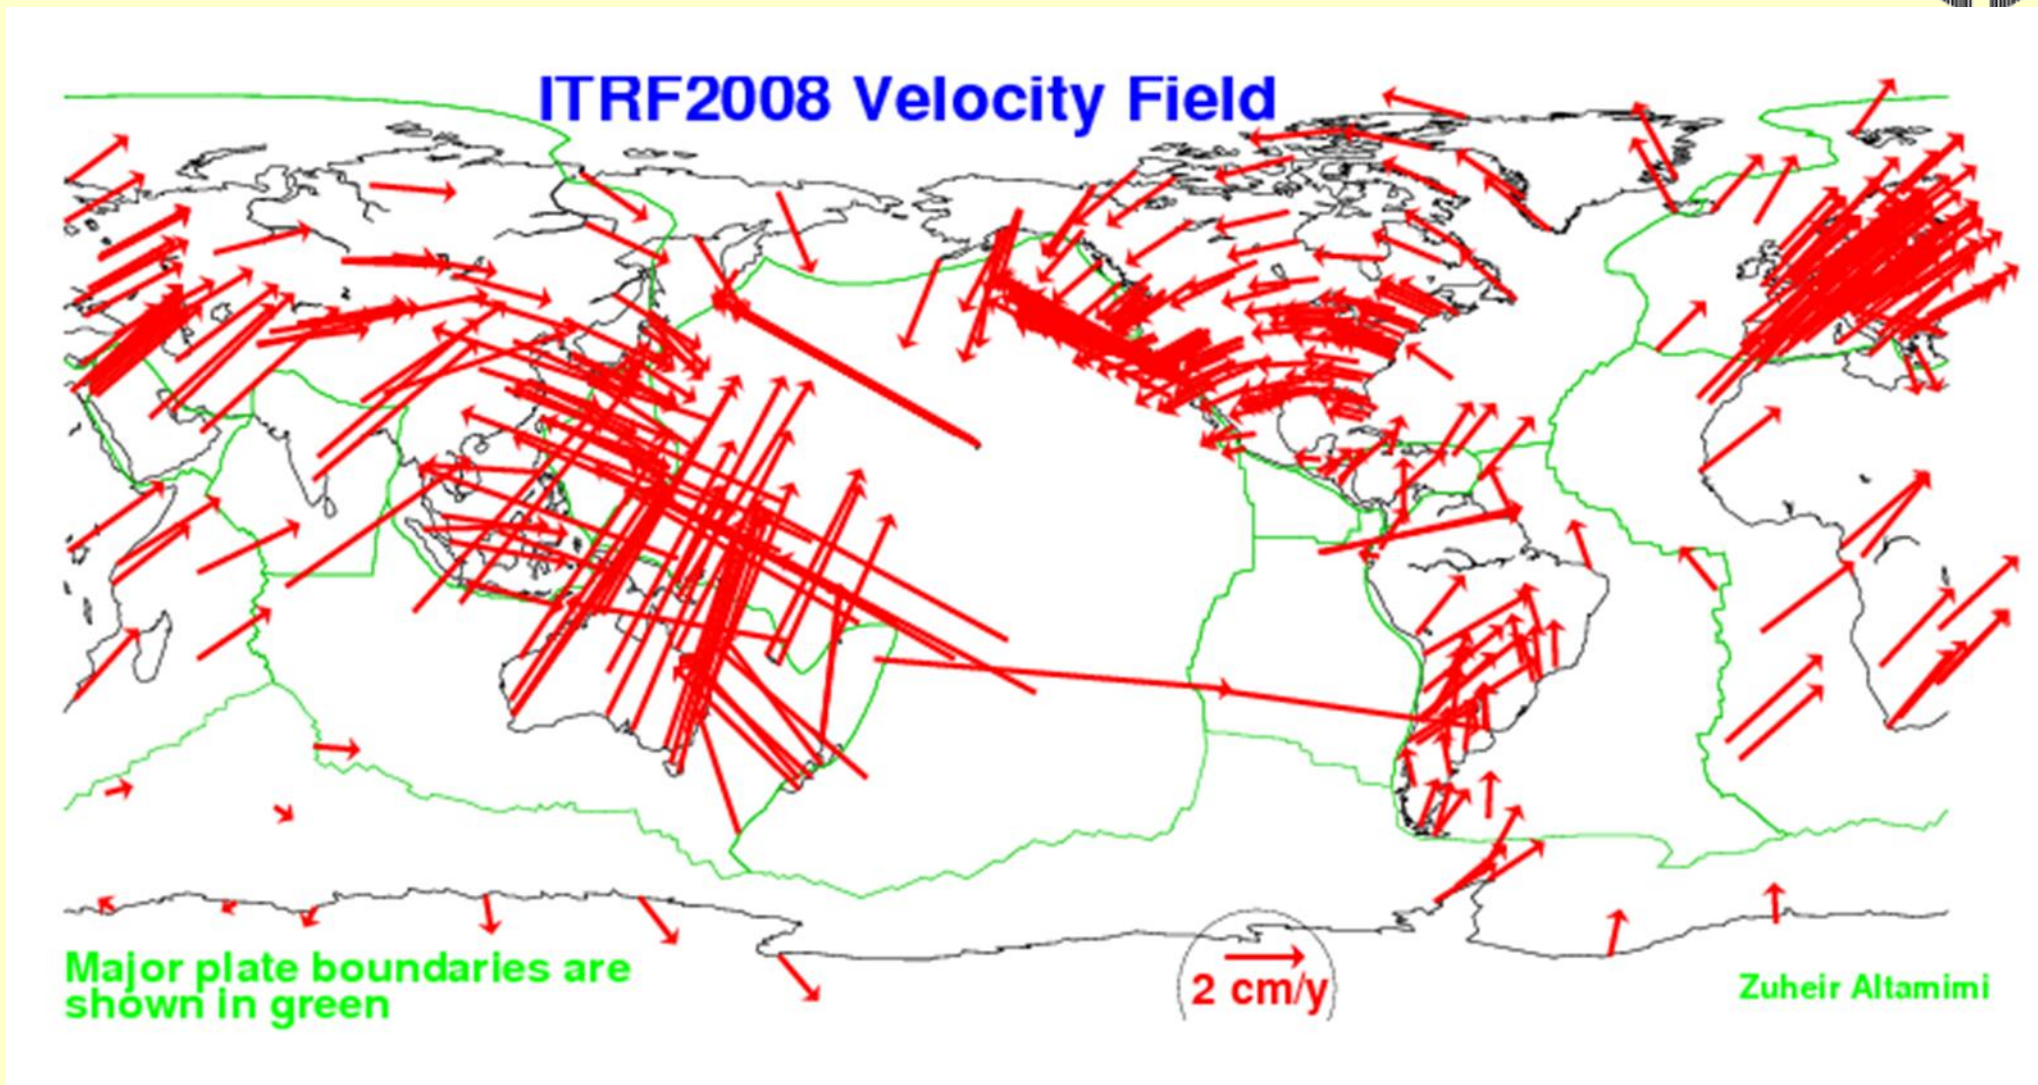 ITRF2008 Velocity Field
Major plate boundaries are
shown in green
2 cm/y
Zuheir Altamimi